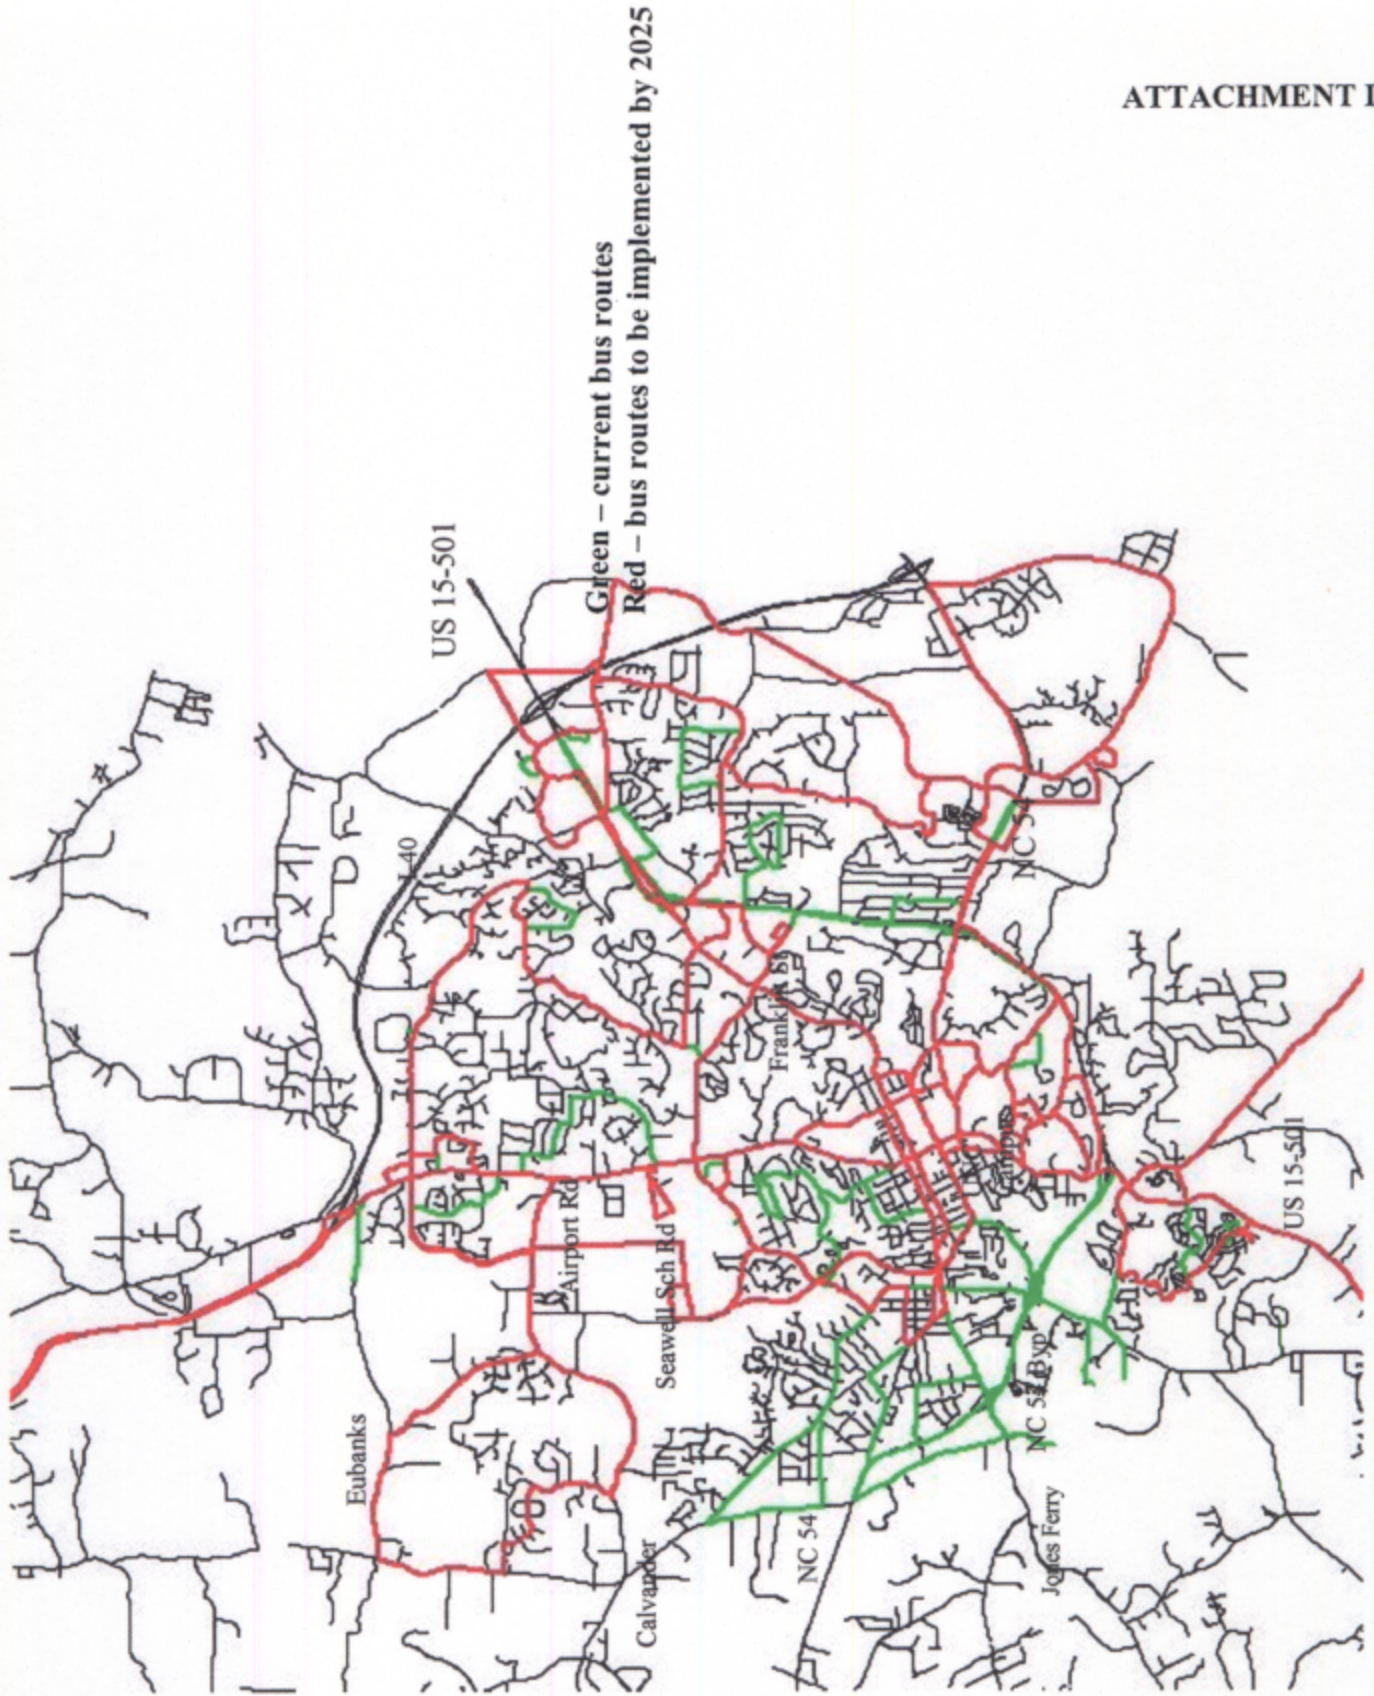 ATTACHMENT I
Green – current bus routes
Red – bus routes to be implemented by 2025
US 15-501
I-40
NC 54
Franklin St
Campus
US 15-501
Airport Rd
Seawell Sch Rd
Eubanks
NC 54 Byp
NC 54
Jones Ferry
Calvander